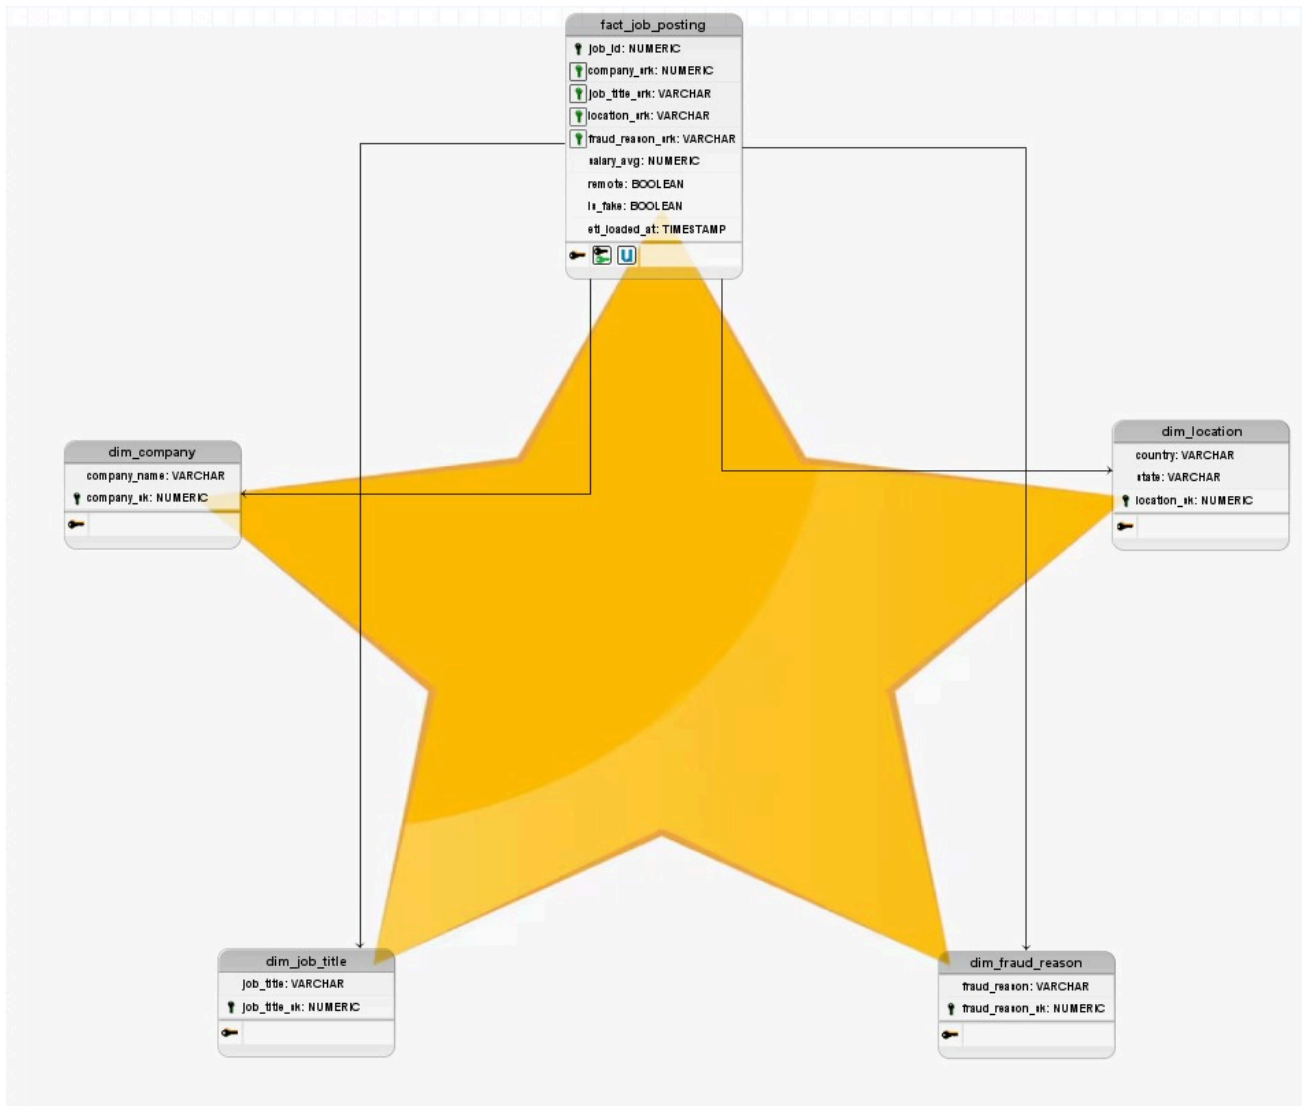 fact_job_posting
job_id: NUMERIC
company_srk: NUMERIC
job_title_srk: VARCHAR
location_srk: VARCHAR
fraud_reason_srk: VARCHAR
salary_avg: NUMERIC
remote: BOOLEAN
is_fake: BOOLEAN
etl_loaded_at: TIMESTAMP
U
dim_company
company_name: VARCHAR
company_sk: NUMERIC
dim_location
country: VARCHAR
state: VARCHAR
location_sk: NUMERIC
dim_job_title
job_title: VARCHAR
job_title_sk: NUMERIC
dim_fraud_reason
fraud_reason: VARCHAR
fraud_reason_sk: NUMERIC